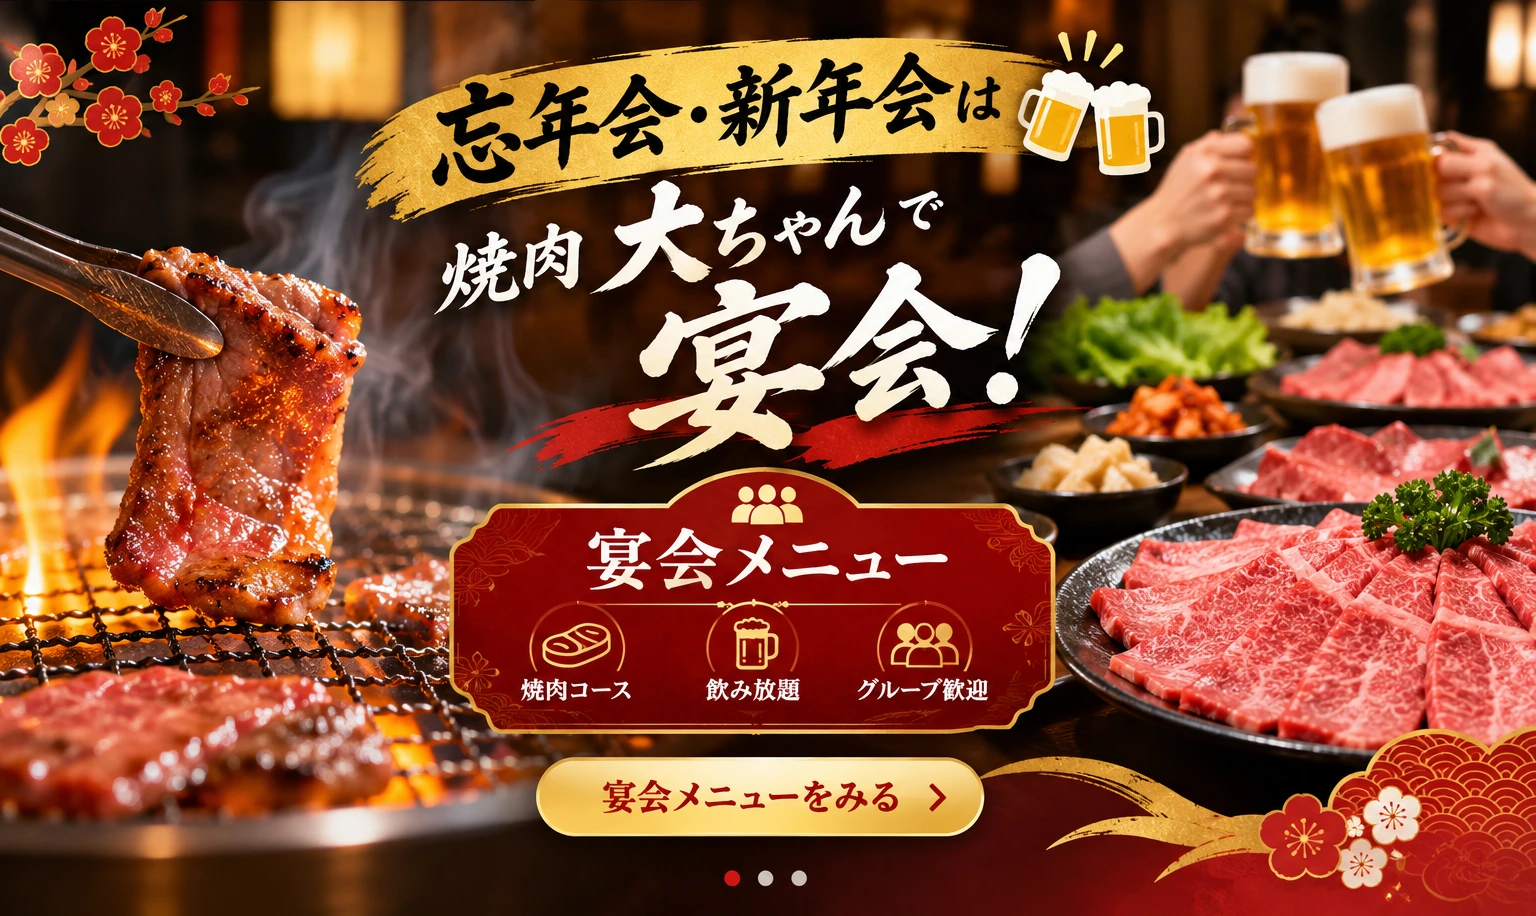 忘年会・新年会は
焼肉 大ちゃんで
宴会!
宴会メニュー
焼肉コース
飲み放題
グループ歓迎
宴会メニューをみる